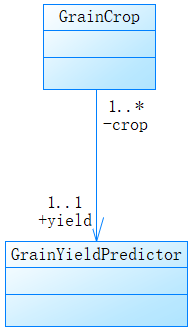 GrainCrop
1..*
-crop
1..1
+yield
GrainYieldPredictor